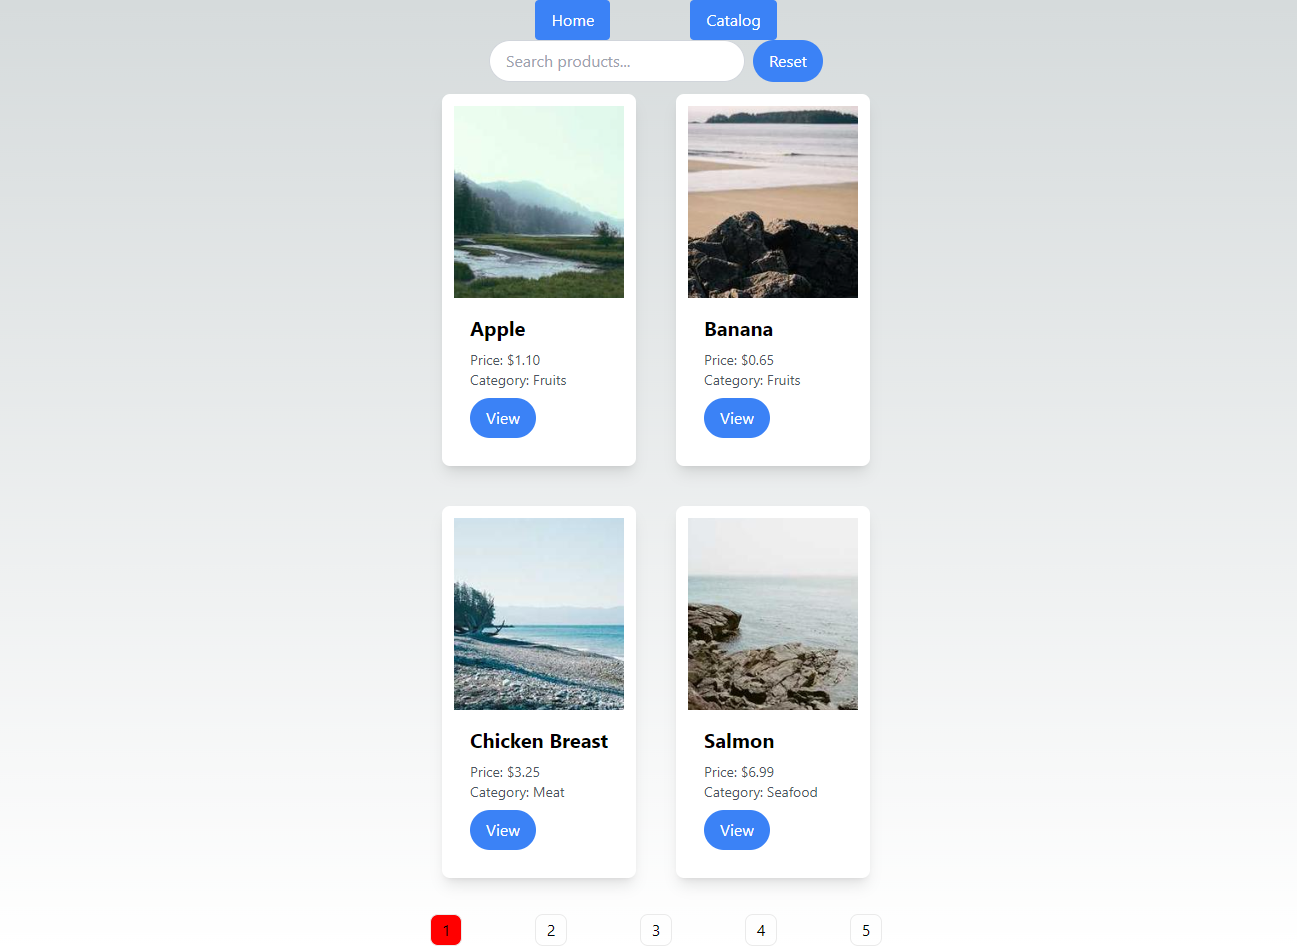 Home Catalog
Search products... Reset
Apple
Price: $1.10
Category: Fruits
View
Banana
Price: $0.65
Category: Fruits
View
Chicken Breast
Price: $3.25
Category: Meat
View
Salmon
Price: $6.99
Category: Seafood
View
1 2 3 4 5